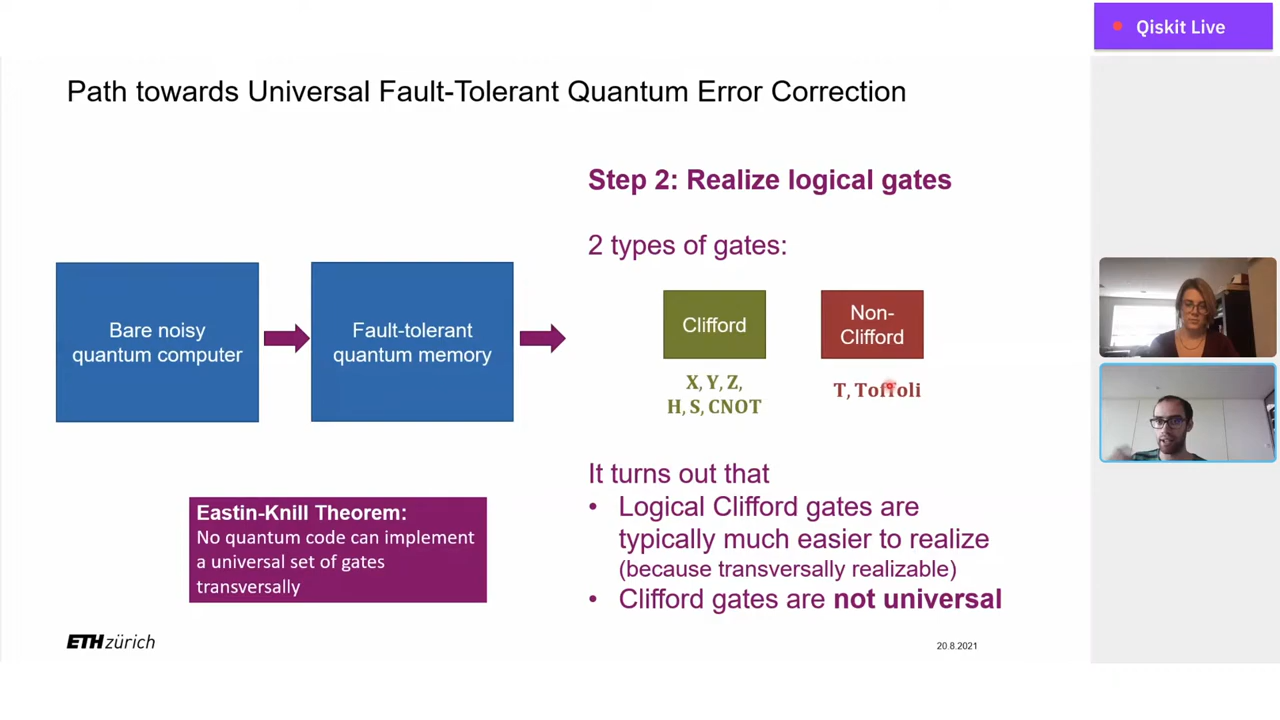 Qiskit Live
Path towards Universal Fault-Tolerant Quantum Error Correction
Step 2: Realize logical gates
2 types of gates:
Bare noisy
quantum computer
Fault-tolerant
quantum memory
Clifford
Non-
Clifford
X, Y, Z,
H, S, CNOT
T, Toffoli
It turns out that
• Logical Clifford gates are
typically much easier to realize
(because transversally realizable)
• Clifford gates are not universal
Eastin-Knill Theorem:
No quantum code can implement
a universal set of gates
transversally
ETH zürich
20.8.2021